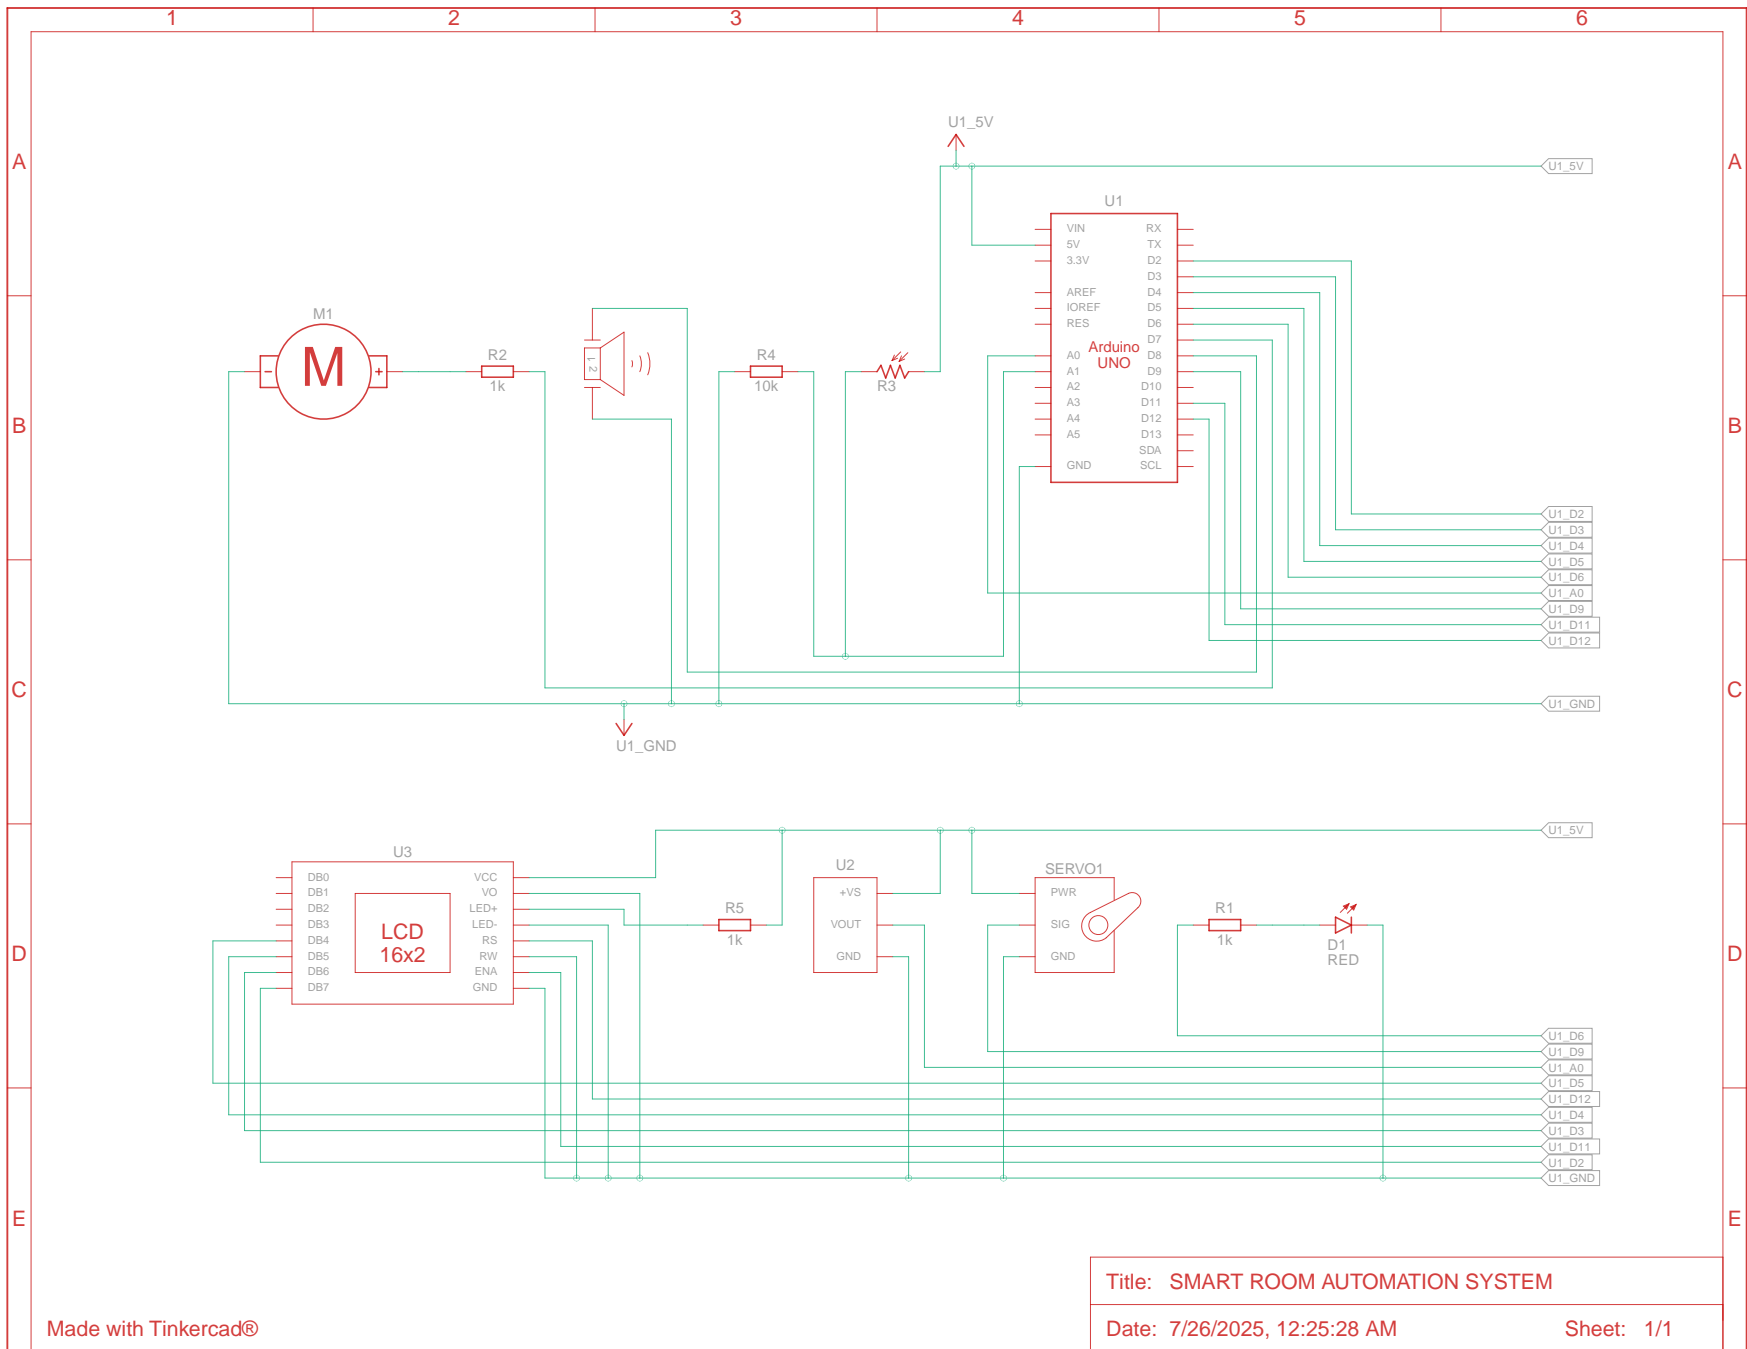 1 2 3 4 5 6
A A
U1_5V
U1_5V
U1
VIN RX
5V TX
3.3V D2
D3
AREF D4
IOREF D5
RES D6
D7
Arduino
UNO
A0 D8
A1 D9
A2 D10
A3 D11
A4 D12
A5 D13
SDA
GND SCL
M1
M
- +
R2
1k
1 2
R4
10k
R3
B B
U1_D2
U1_D3
U1_D4
U1_D5
U1_D6
U1_A0
U1_D9
U1_D11
U1_D12
C C
U1_GND
U1_GND
U1_5V
U3
DB0 VCC
DB1 VO
DB2 LED+
DB3 LED-
DB4 RS
DB5 RW
DB6 ENA
DB7 GND
LCD
16x2
R5
1k
U2
+VS
VOUT
GND
SERVO1
PWR
SIG
GND
R1
1k
D1
RED
D D
U1_D6
U1_D9
U1_A0
U1_D5
U1_D12
U1_D4
U1_D3
U1_D11
U1_D2
U1_GND
E E
Title: SMART ROOM AUTOMATION SYSTEM
Made with Tinkercad®
Date: 7/26/2025, 12:25:28 AM Sheet: 1/1